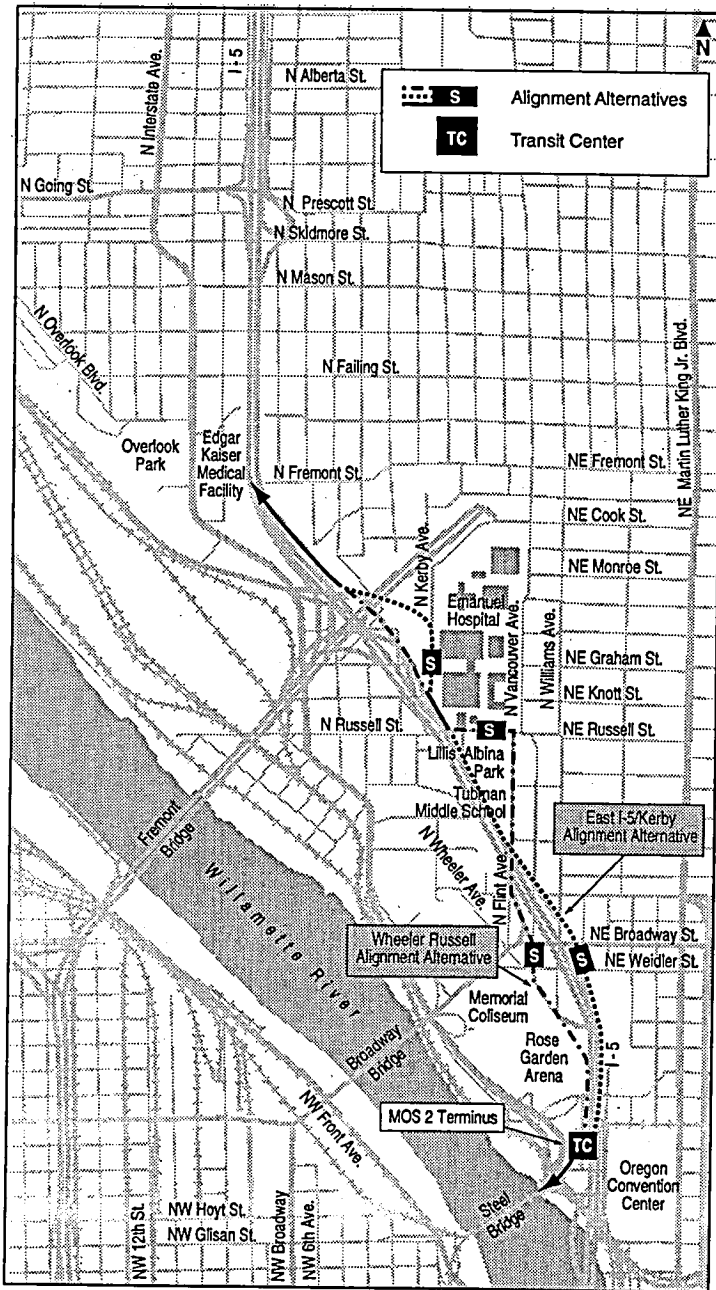 N
N Interstate Ave.
I-5
N Alberta St.
S
Alignment Alternatives
TC
Transit Center
N Going St.
N Prescott St.
N Skidmore St.
N Mason St.
N Overlook Blvd.
N Failing St.
NE Martin Luther King Jr. Blvd.
Overlook
Park
Edgar
Kaiser
Medical
Facility
N Fremont St.
NE Fremont St.
N Kerby Ave.
NE Cook St.
NE Monroe St.
Emanuel
Hospital
N Vancouver Ave.
N Williams Ave.
S
NE Graham St.
NE Knott St.
N Russell St.
S
NE Russell St.
Lillis Albina
Park
Tubman
Middle School
Fremont
Bridge
East I-5/Kerby
Alignment Alternative
N Wheeler Ave.
N Flint Ave.
Willamette River
Wheeler Russell
Alignment Alternative
S
S
NE Broadway St.
NE Weidler St.
Memorial
Coliseum
Rose
Garden
Arena
I-5
Broadway
Bridge
NW Front Ave.
MOS 2 Terminus
TC
Oregon
Convention
Center
Steel
Bridge
NW 12th St.
NW Hoyt St.
NW Glisan St.
NW Broadway
NW 6th Ave.